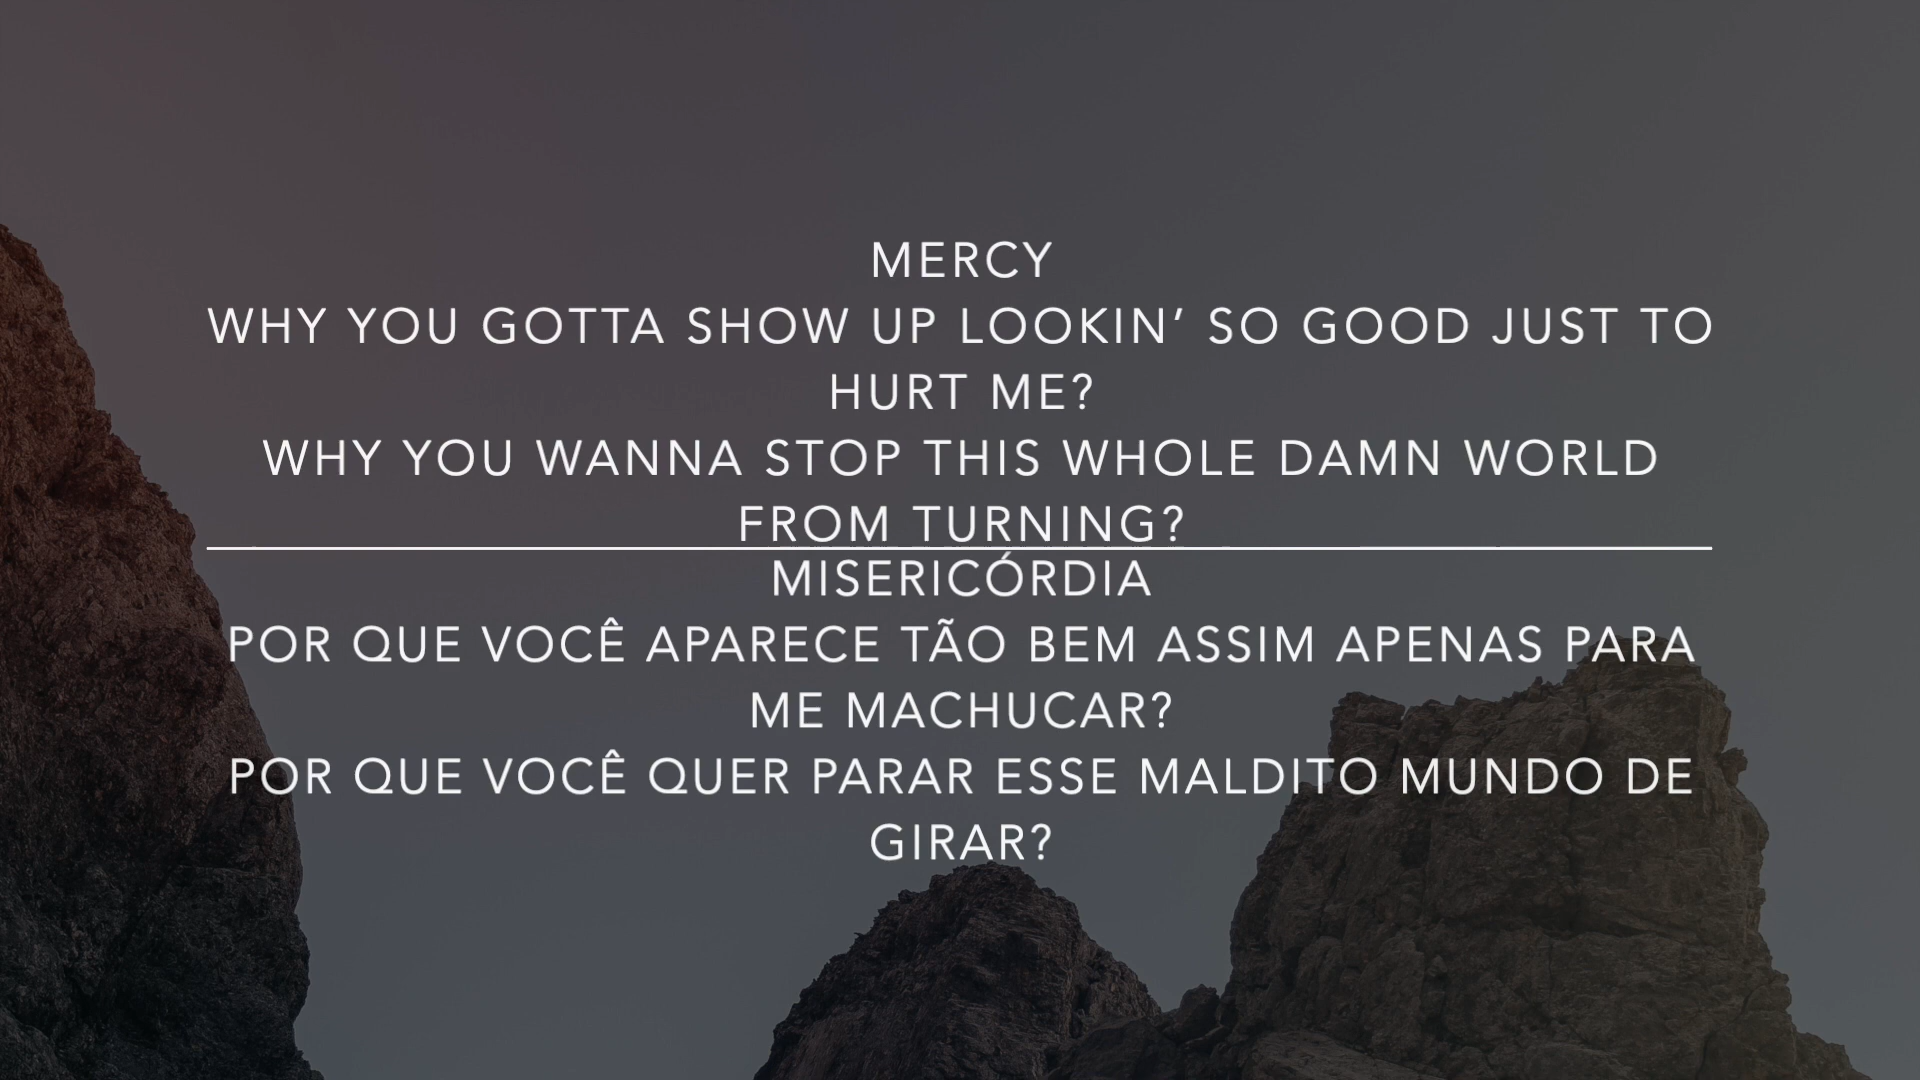 MERCY
WHY YOU GOTTA SHOW UP LOOKIN’ SO GOOD JUST TO
HURT ME?
WHY YOU WANNA STOP THIS WHOLE DAMN WORLD
FROM TURNING?
MISERICÓRDIA
POR QUE VOCÊ APARECE TÃO BEM ASSIM APENAS PARA
ME MACHUCAR?
POR QUE VOCÊ QUER PARAR ESSE MALDITO MUNDO DE
GIRAR?